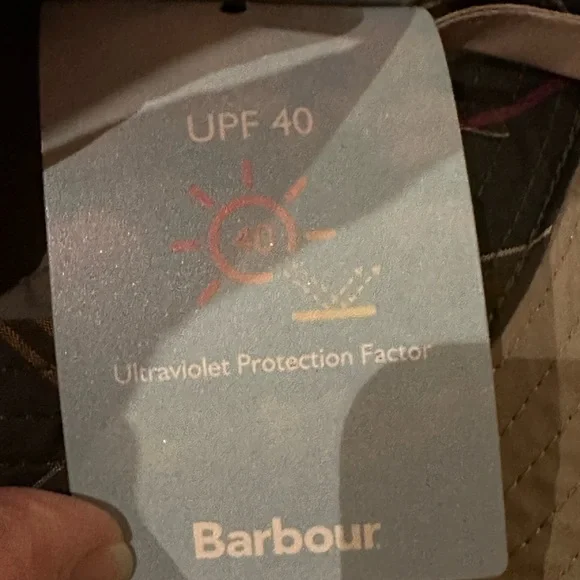 UPF 40
40
Ultraviolet Protection Factor
Barbour